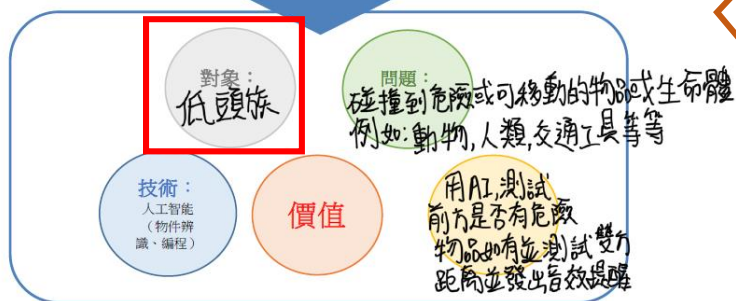 對象：
低頭族
問題：
碰撞到危險或可移動的物品或生命體
例如:動物,人類,交通工具等等
技術：
人工智能
（物件辨
識、編程）
價值
用AI,測試
前方是否有危險
物品如有並測試雙方
距離並發出音效提醒